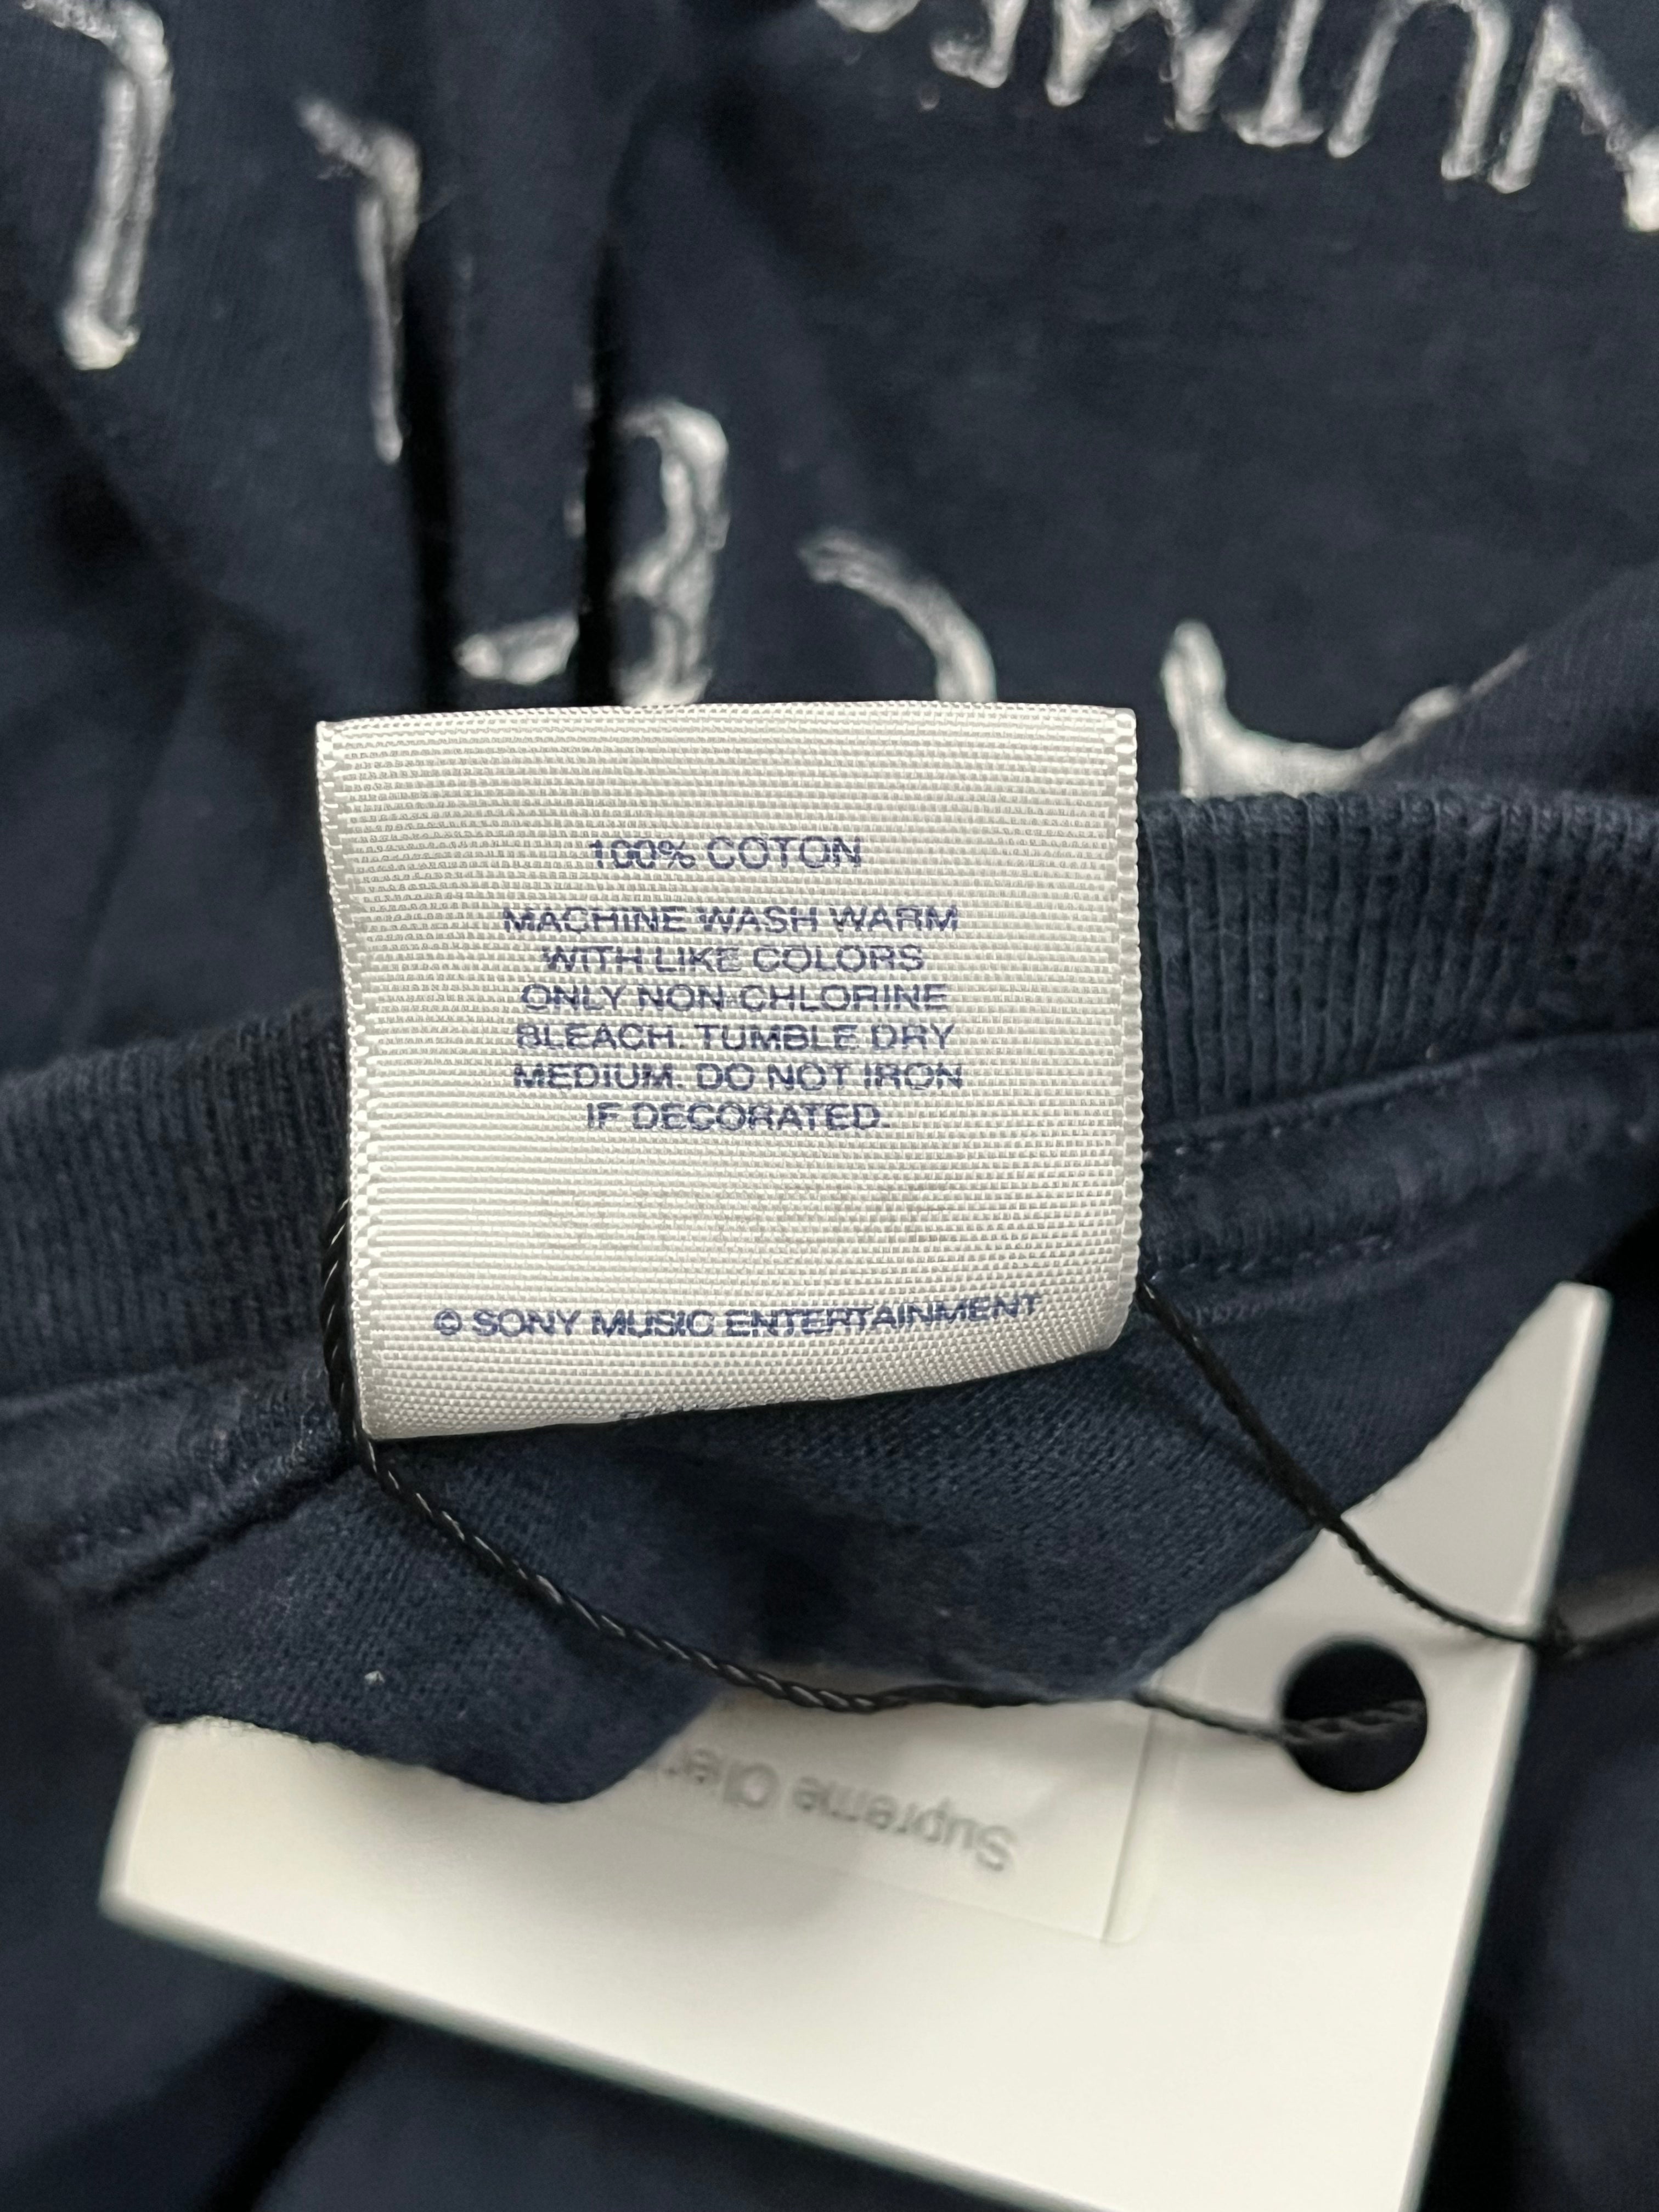 100% COTON
MACHINE WASH WARM
WITH LIKE COLORS
ONLY NON-CHLORINE
BLEACH. TUMBLE DRY
MEDIUM. DO NOT IRON
IF DECORATED.
© SONY MUSIC ENTERTAINMENT
Supreme